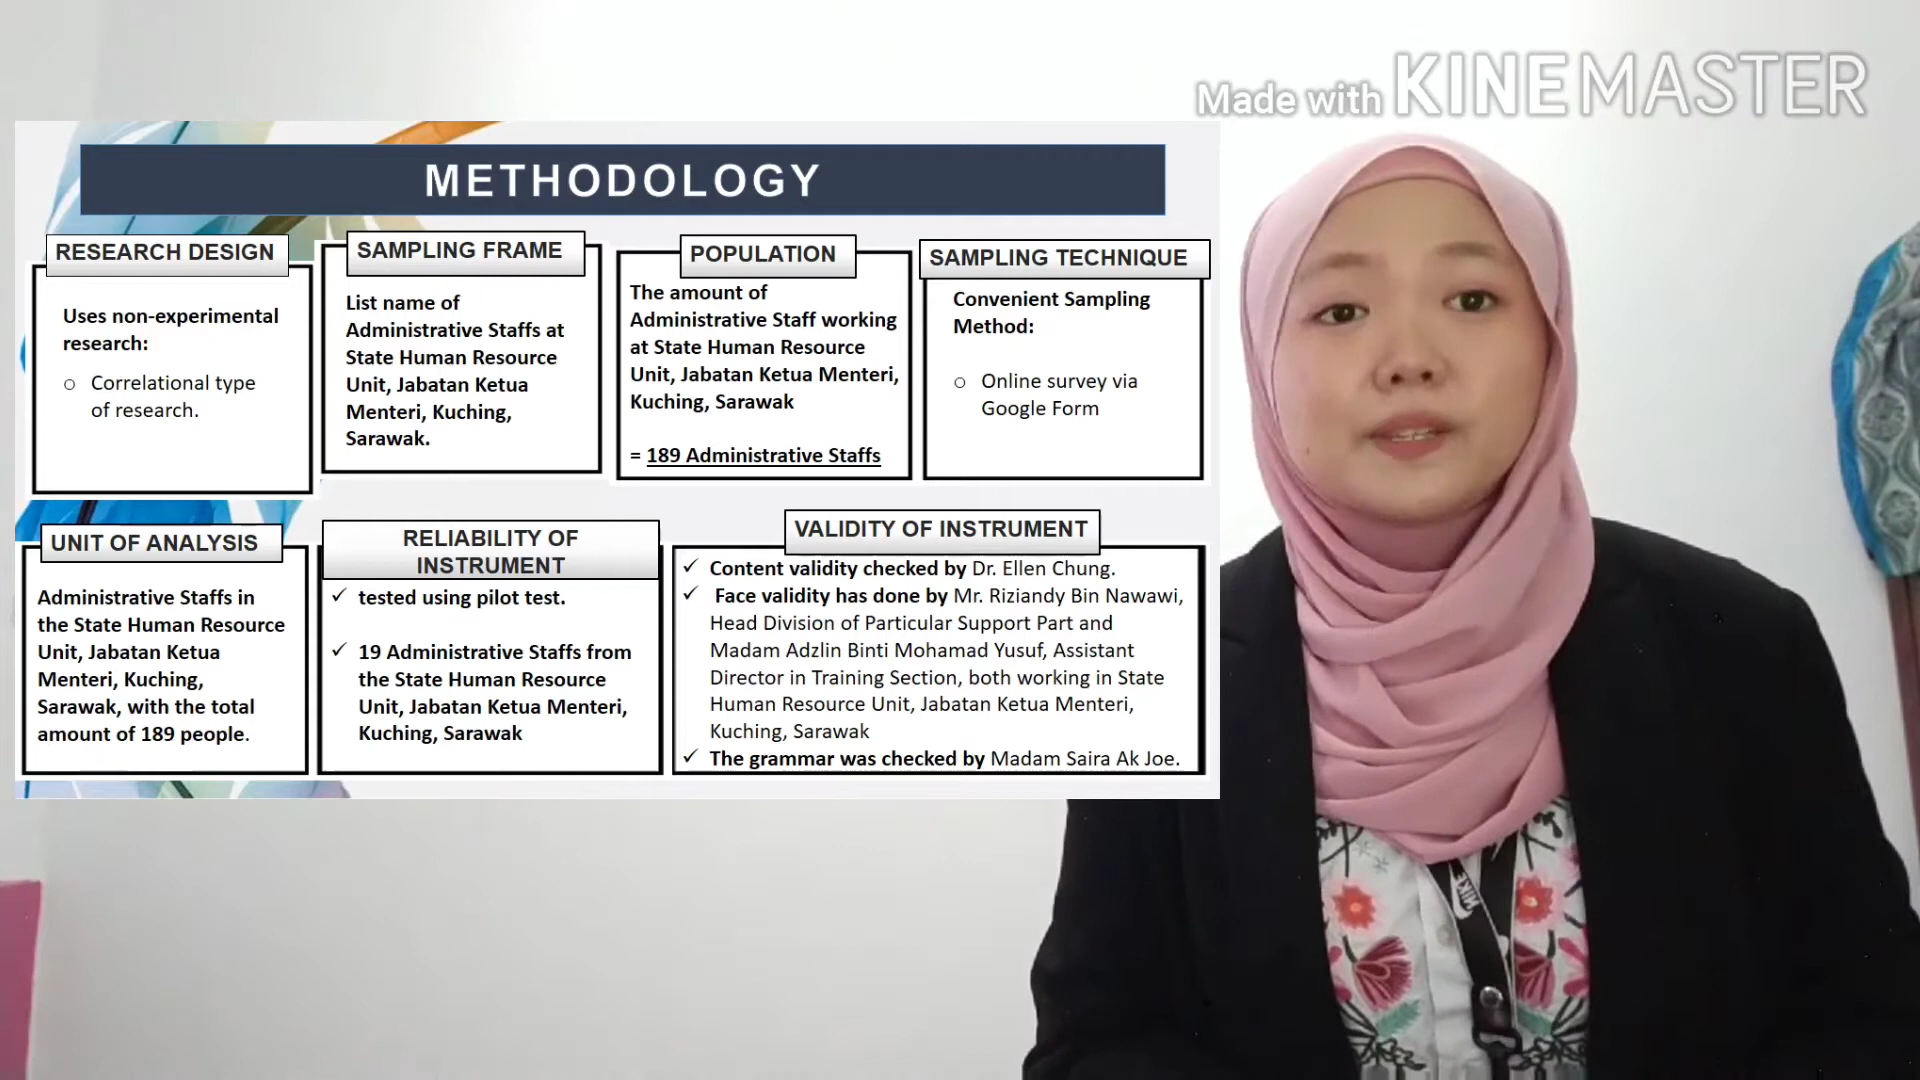 Made with KINEMASTER
METHODOLOGY
RESEARCH DESIGN
Uses non-experimental
research:
o Correlational type
of research.
SAMPLING FRAME
List name of
Administrative Staffs at
State Human Resource
Unit, Jabatan Ketua
Menteri, Kuching,
Sarawak.
POPULATION
The amount of
Administrative Staff working
at State Human Resource
Unit, Jabatan Ketua Menteri,
Kuching, Sarawak
= 189 Administrative Staffs
SAMPLING TECHNIQUE
Convenient Sampling
Method:
o Online survey via
Google Form
UNIT OF ANALYSIS
Administrative Staffs in
the State Human Resource
Unit, Jabatan Ketua
Menteri, Kuching,
Sarawak, with the total
amount of 189 people.
RELIABILITY OF
INSTRUMENT
✓ tested using pilot test.
✓ 19 Administrative Staffs from
the State Human Resource
Unit, Jabatan Ketua Menteri,
Kuching, Sarawak
VALIDITY OF INSTRUMENT
✓ Content validity checked by Dr. Ellen Chung.
✓ Face validity has done by Mr. Riziandy Bin Nawawi,
Head Division of Particular Support Part and
Madam Adzlin Binti Mohamad Yusuf, Assistant
Director in Training Section, both working in State
Human Resource Unit, Jabatan Ketua Menteri,
Kuching, Sarawak
✓ The grammar was checked by Madam Saira Ak Joe.
NIKE